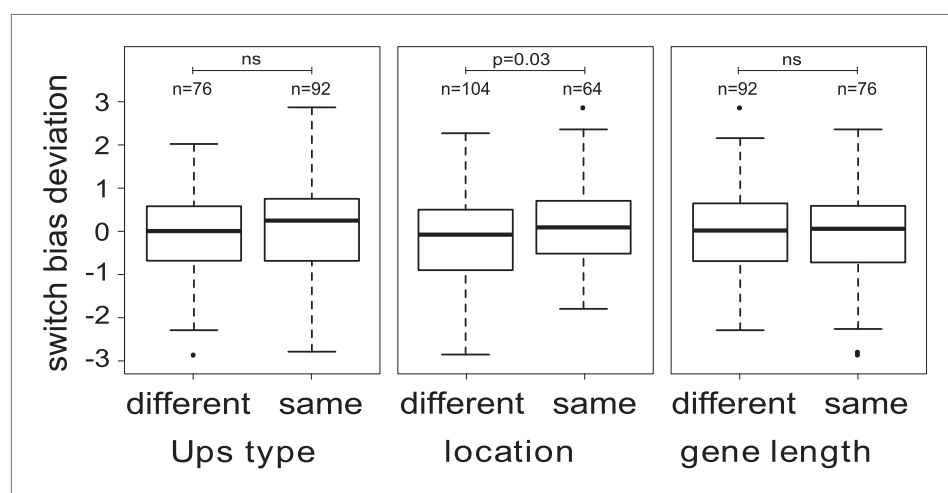 ns p=0.03 ns
n=76 n=92 n=104 n=64 n=92 n=76
switch bias deviation
3
2
1
0
-1
-2
-3
different same different same different same
Ups type location gene length